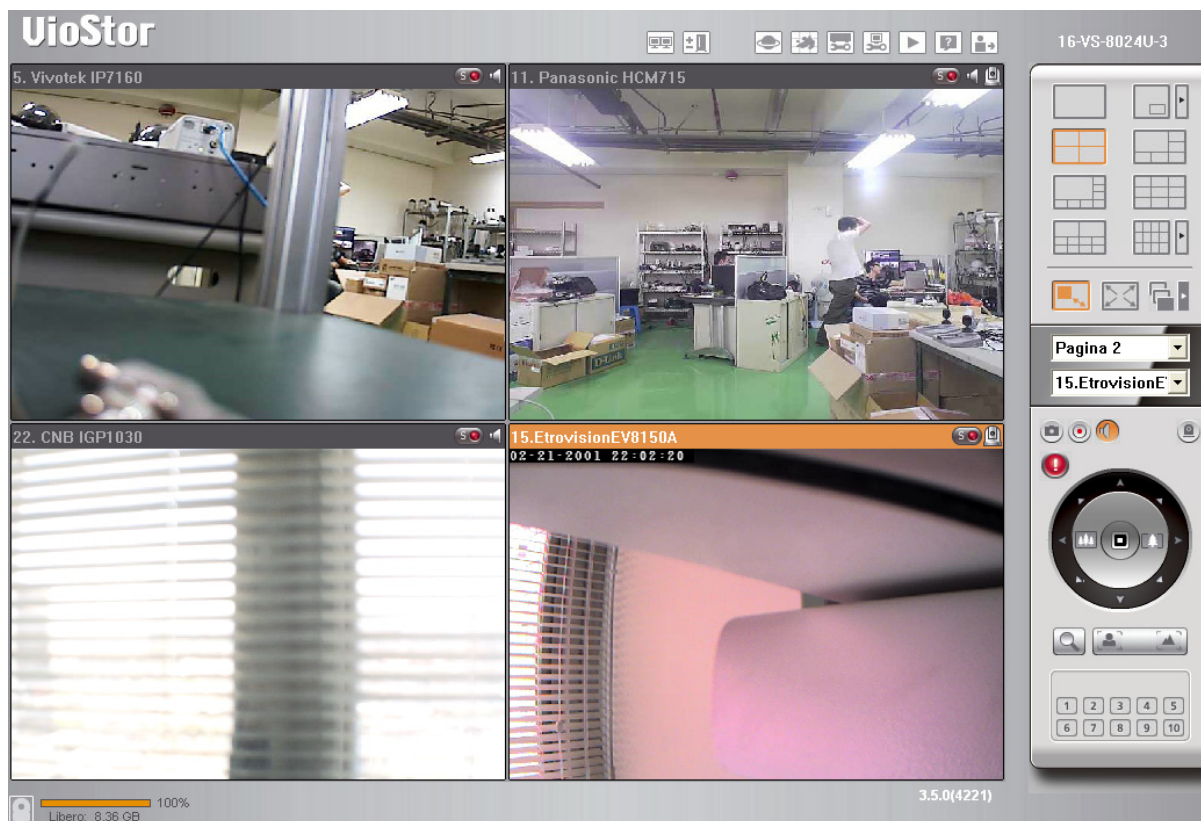 VioStor
16-VS-8024U-3
5. Vivotek IP7160
S
11. Panasonic HCM715
S
D-Link
Pagina 2
15.EtrovisionE
22. CNB IGP1030
S
15.EtrovisionEV8150A
S
02-21-2001 22:02:20
1 2 3 4 5
6 7 8 9 10
3.5.0(4221)
100%
Libero: 8.36 GB